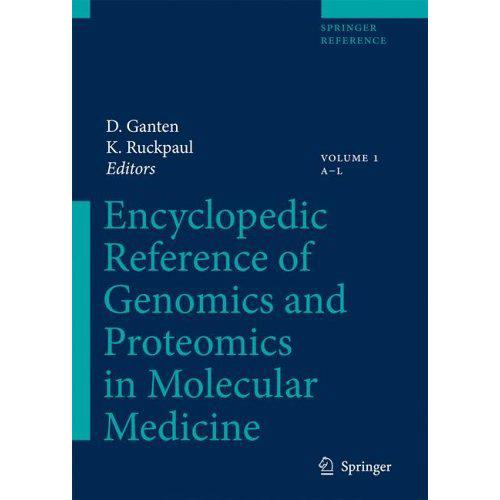 SPRINGER
REFERENCE
D. Ganten
K. Ruckpaul
Editors
VOLUME 1
A–L
Encyclopedic
Reference of
Genomics and
Proteomics
in Molecular
Medicine
Springer